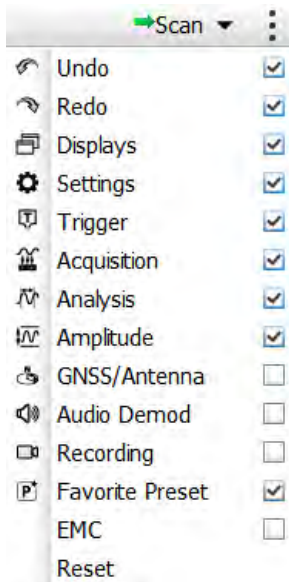 Scan
Undo
Redo
Displays
Settings
Trigger
Acquisition
Analysis
Amplitude
GNSS/Antenna
Audio Demod
Recording
Favorite Preset
EMC
Reset